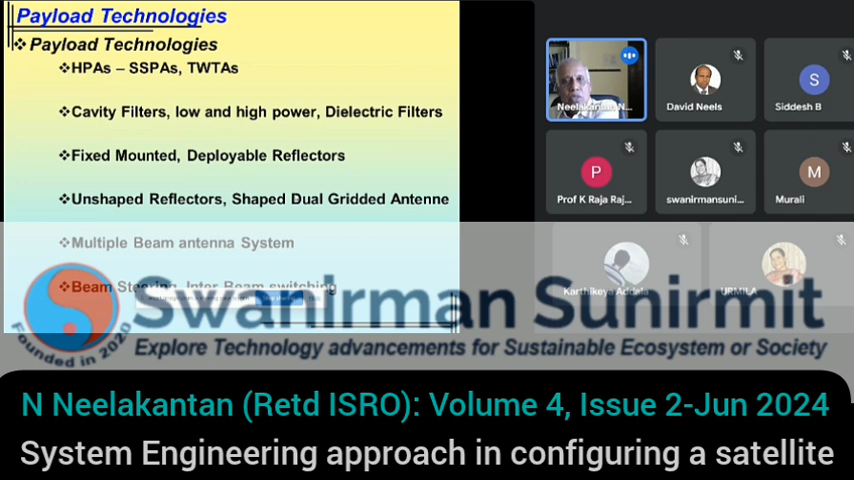 Payload Technologies
❖Payload Technologies
❖HPAs – SSPAs, TWTAs
❖Cavity Filters, low and high power, Dielectric Filters
❖Fixed Mounted, Deployable Reflectors
❖Unshaped Reflectors, Shaped Dual Gridded Antenne
❖Multiple Beam antenna System
❖Beam Steering, Inter Beam switching
Neelakantan N...
David Neels
S
Siddesh B
P
Prof K Raja Raj...
swanirmansuni...
M
Murali
Karthikeya Addala
URMILA
Founded in 2020
Swanirman Sunirmit
Explore Technology advancements for Sustainable Ecosystem or Society
N Neelakantan (Retd ISRO): Volume 4, Issue 2-Jun 2024
System Engineering approach in configuring a satellite